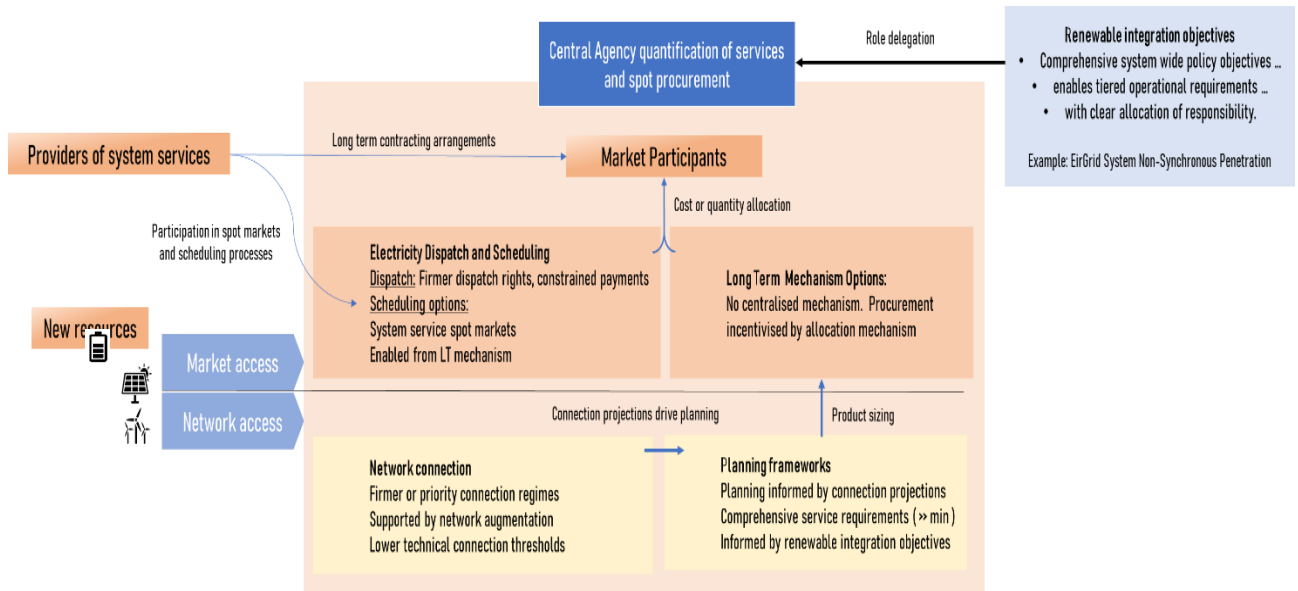 Central Agency quantification of services
and spot procurement
Role delegation
Renewable integration objectives
• Comprehensive system wide policy objectives ...
• enables tiered operational requirements ...
• with clear allocation of responsibility.
Example: EirGrid System Non-Synchronous Penetration
Providers of system services
Long term contracting arrangements
Market Participants
Cost or quantity allocation
Participation in spot markets
and scheduling processes
Electricity Dispatch and Scheduling
Dispatch: Firmer dispatch rights, constrained payments
Scheduling options:
System service spot markets
Enabled from LT mechanism
Long Term Mechanism Options:
No centralised mechanism. Procurement
incentivised by allocation mechanism
New resources
Market access
Network access
Connection projections drive planning
Product sizing
Network connection
Firmer or priority connection regimes
Supported by network augmentation
Lower technical connection thresholds
Planning frameworks
Planning informed by connection projections
Comprehensive service requirements ( >> min )
Informed by renewable integration objectives